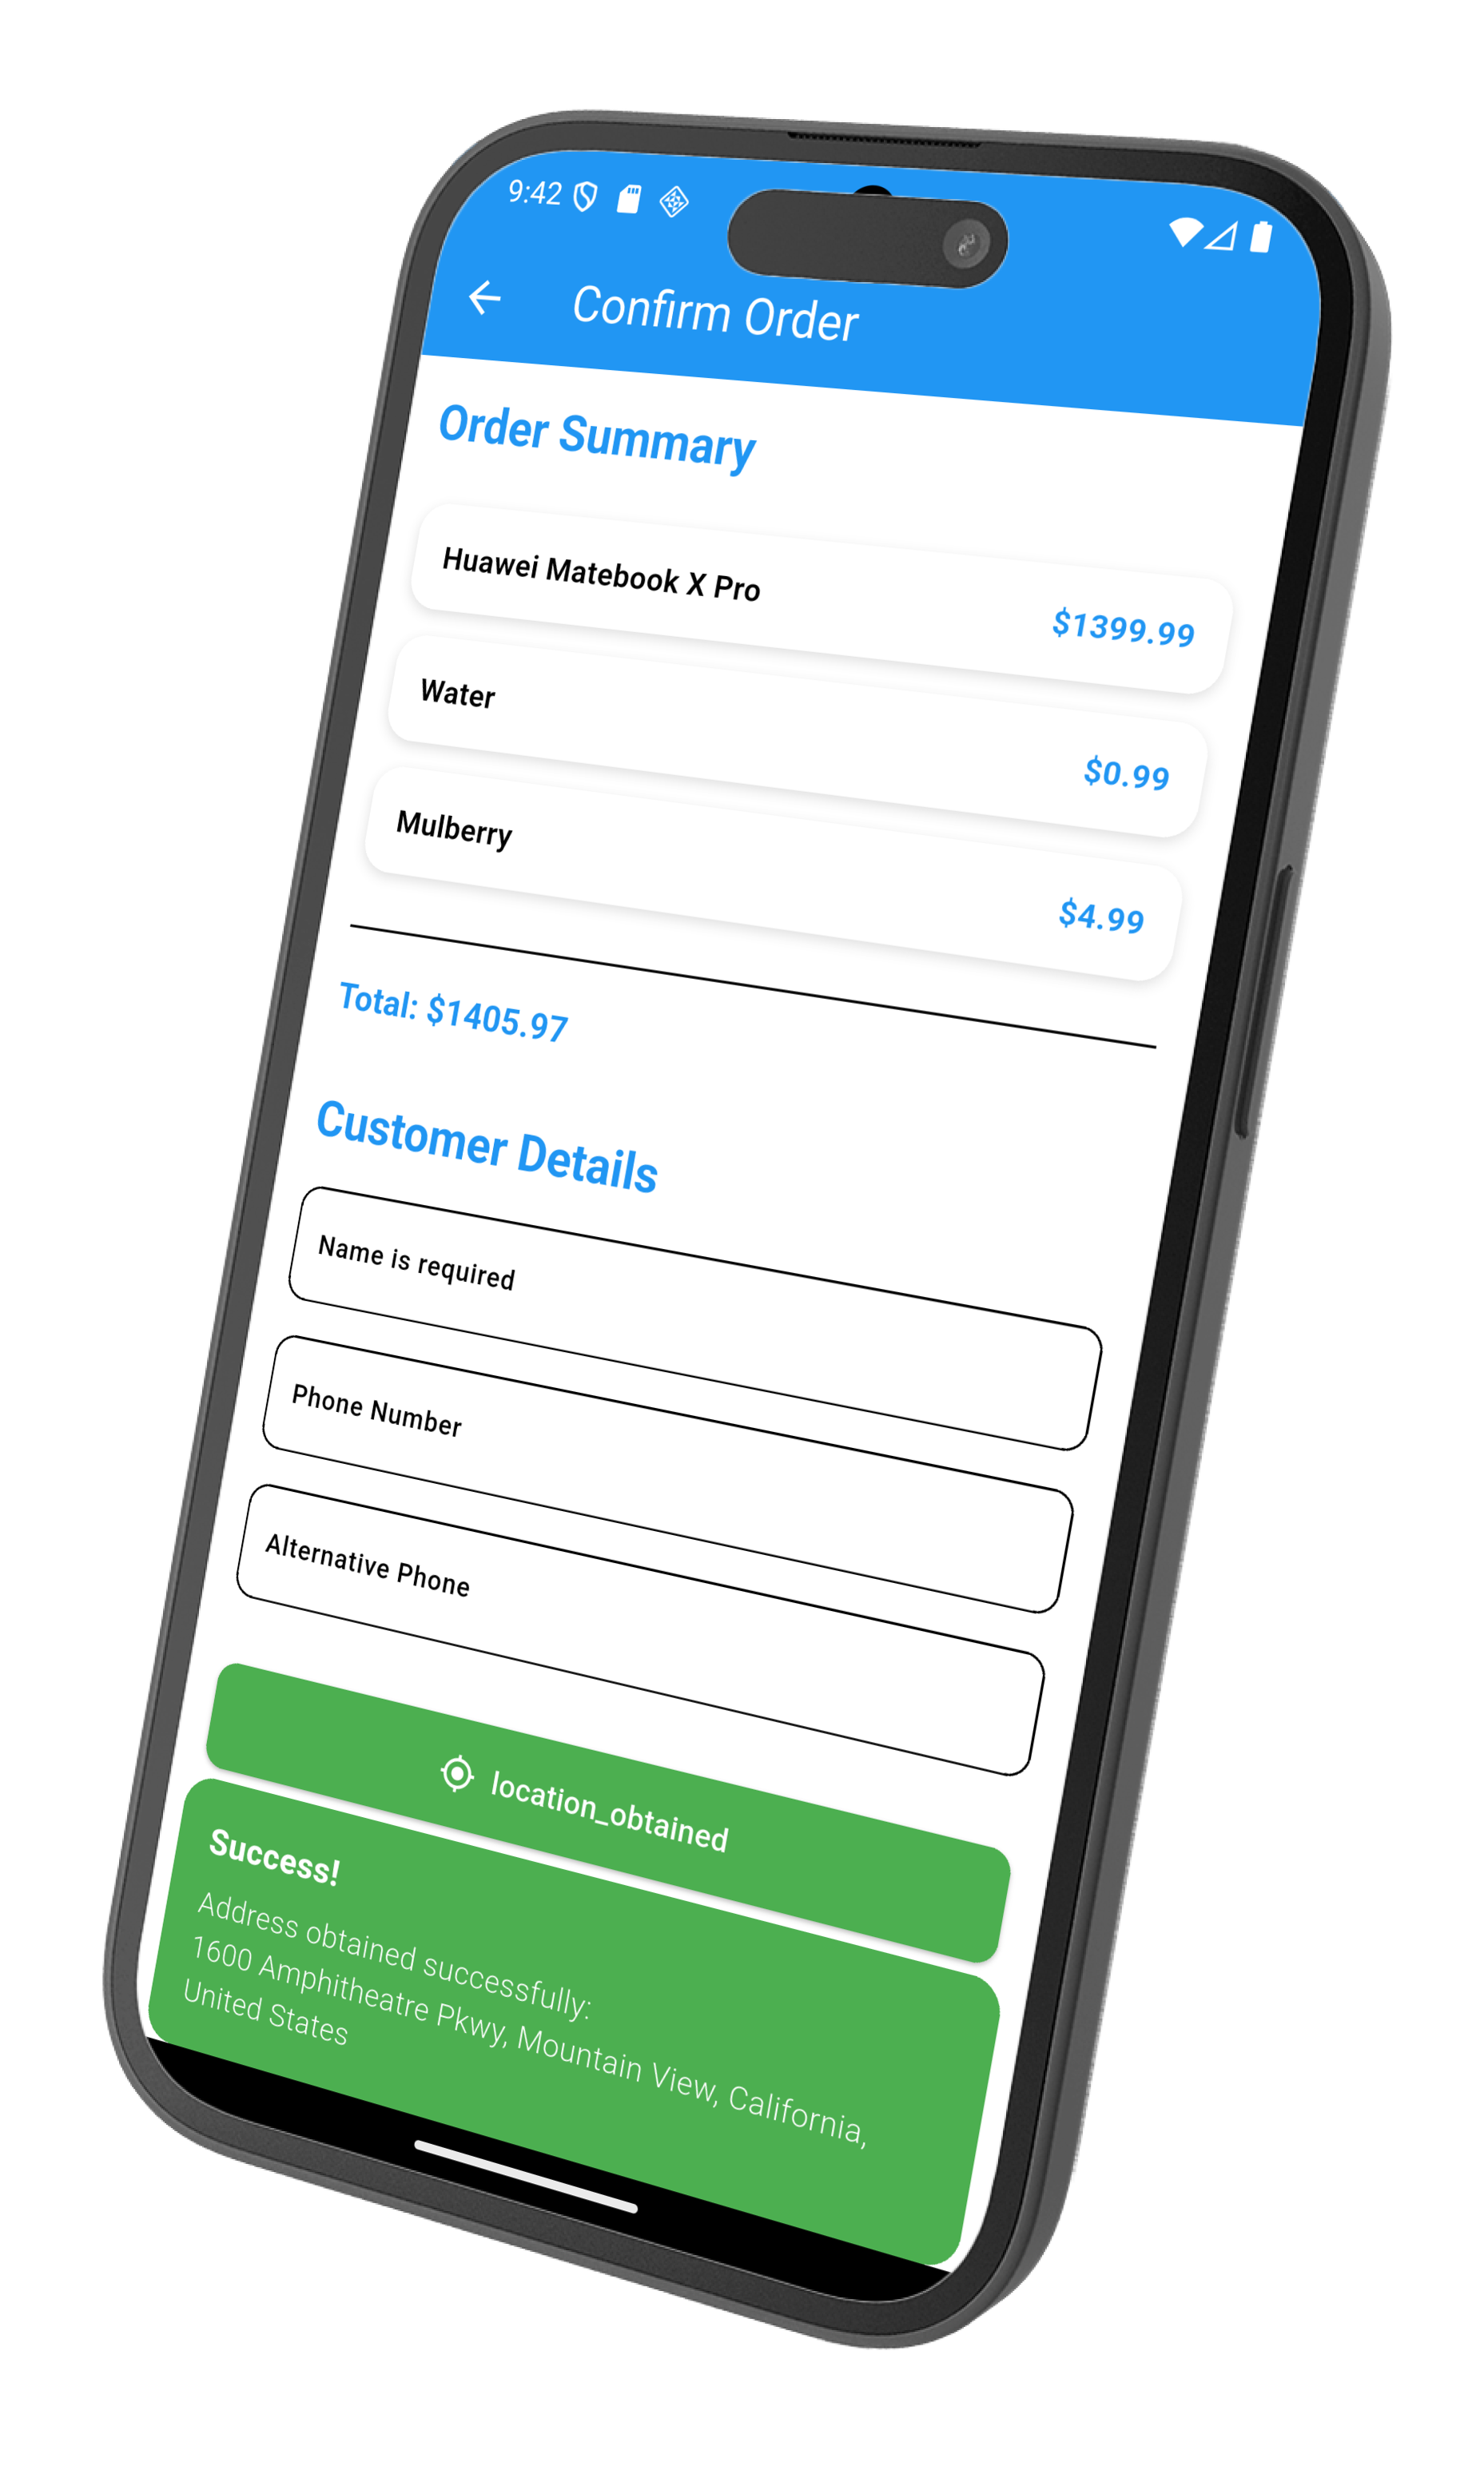 9:42
Confirm Order
Order Summary
Huawei Matebook X Pro
$1399.99
Water
$0.99
Mulberry
$4.99
Total: $1405.97
Customer Details
Name is required
Phone Number
Alternative Phone
location_obtained
Success!
Address obtained successfully:
1600 Amphitheatre Pkwy, Mountain View, California,
United States